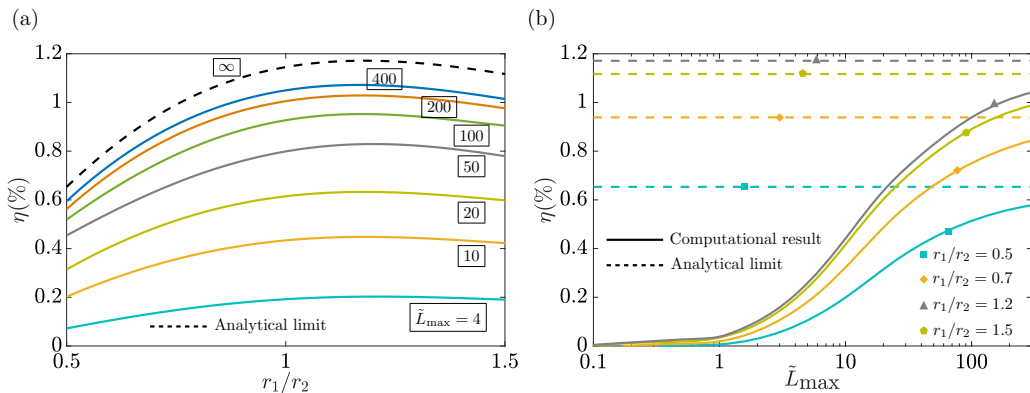 (a)
η(%)
1.2
1
0.8
0.6
0.4
0.2
0
∞
400
200
100
50
20
10
L̃max = 4
Analytical limit
0.5
1
1.5
r1/r2
(b)
η(%)
1.2
1
0.8
0.6
0.4
0.2
0
Computational result
Analytical limit
r1/r2 = 0.5
r1/r2 = 0.7
r1/r2 = 1.2
r1/r2 = 1.5
0.1
1
10
100
L̃max